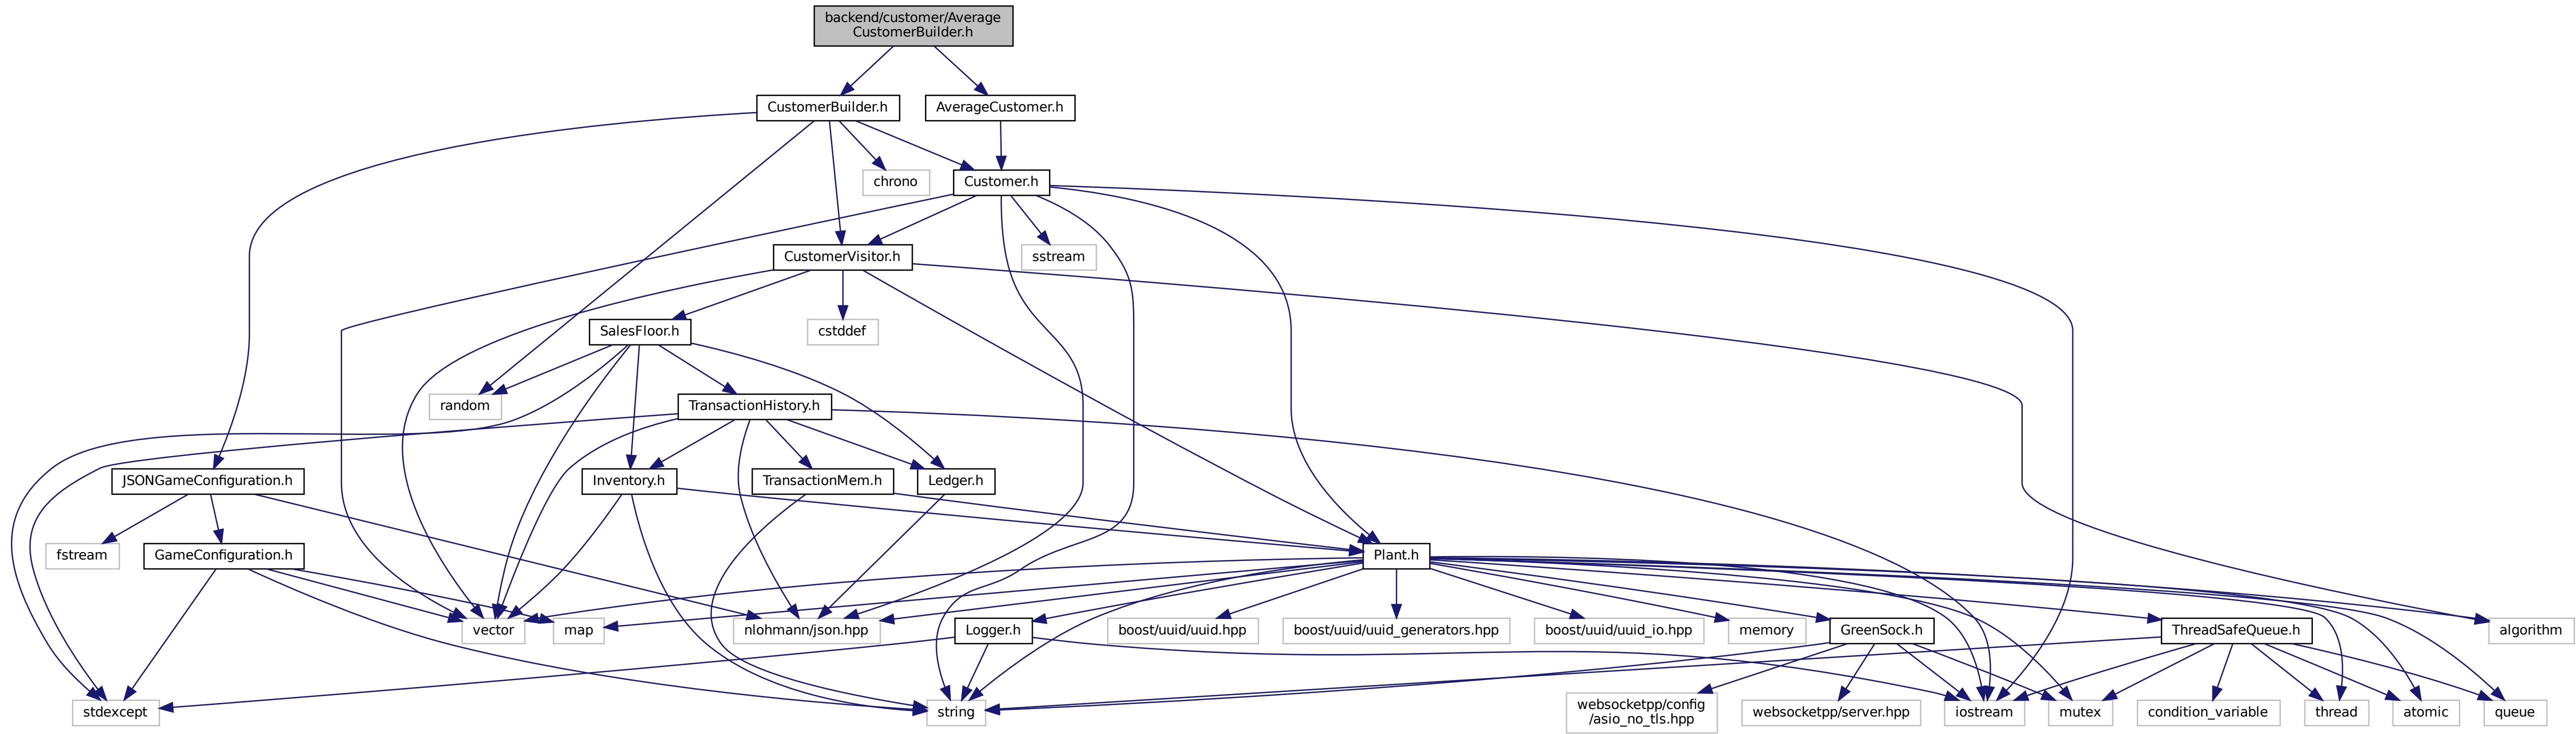 backend/customer/Average
CustomerBuilder.h
CustomerBuilder.h
AverageCustomer.h
chrono
Customer.h
CustomerVisitor.h
sstream
SalesFloor.h
cstddef
random
TransactionHistory.h
JSONGameConfiguration.h
Inventory.h
TransactionMem.h
Ledger.h
fstream
GameConfiguration.h
Plant.h
vector
map
nlohmann/json.hpp
Logger.h
boost/uuid/uuid.hpp
boost/uuid/uuid_generators.hpp
boost/uuid/uuid_io.hpp
memory
GreenSock.h
ThreadSafeQueue.h
algorithm
stdexcept
string
websocketpp/config
/asio_no_tls.hpp
websocketpp/server.hpp
iostream
mutex
condition_variable
thread
atomic
queue